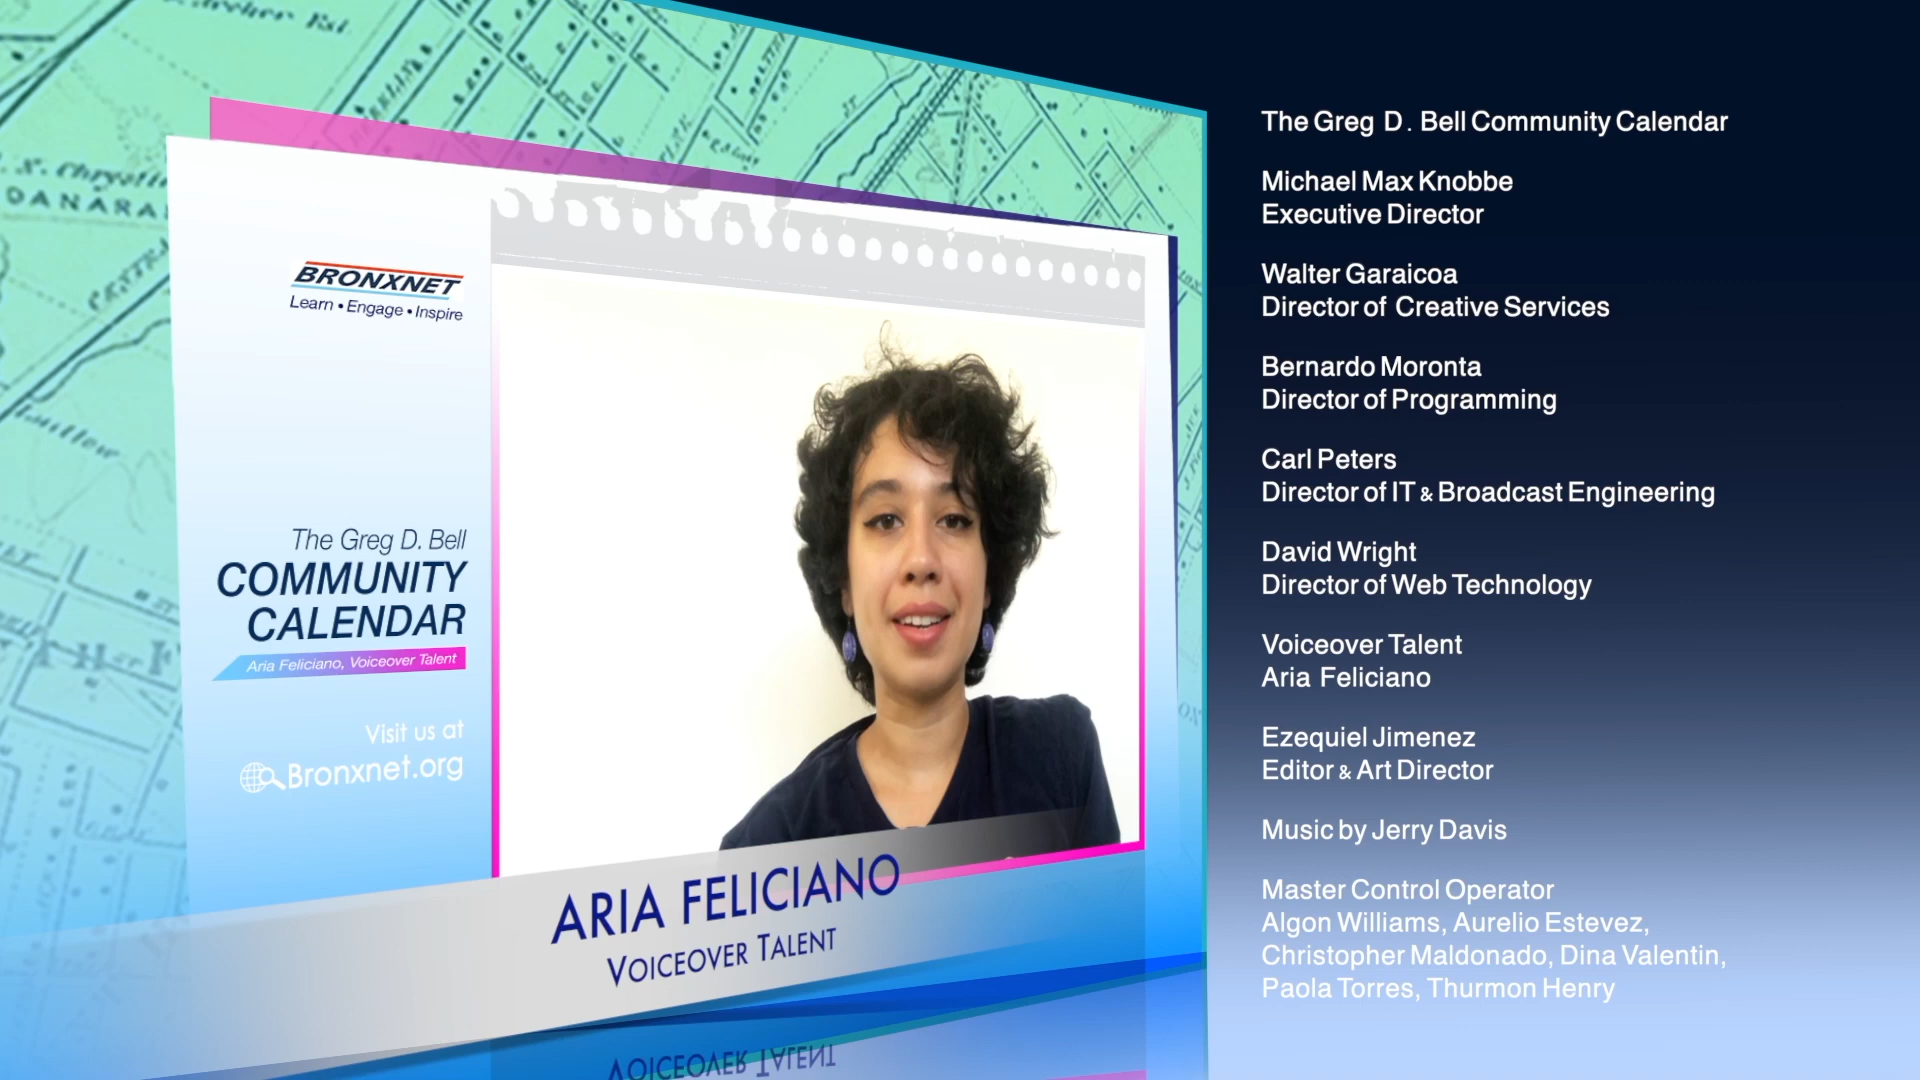 BRONXNET
Learn • Engage • Inspire
The Greg D. Bell
COMMUNITY
CALENDAR
Aria Feliciano, Voiceover Talent
Visit us at
Bronxnet.org
ARIA FELICIANO
VOICEOVER TALENT
The Greg D. Bell Community Calendar
Michael Max Knobbe
Executive Director
Walter Garaicoa
Director of Creative Services
Bernardo Moronta
Director of Programming
Carl Peters
Director of IT & Broadcast Engineering
David Wright
Director of Web Technology
Voiceover Talent
Aria Feliciano
Ezequiel Jimenez
Editor & Art Director
Music by Jerry Davis
Master Control Operator
Algon Williams, Aurelio Estevez,
Christopher Maldonado, Dina Valentin,
Paola Torres, Thurmon Henry